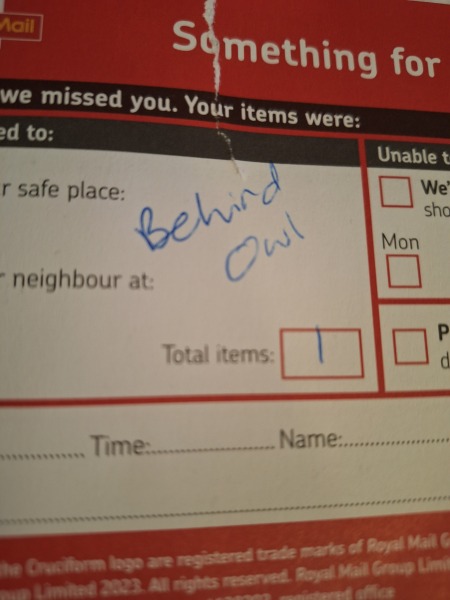 Mail
Something for
we missed you. Your items were:
ed to:
Unable t
r safe place:
Behind
Owl
We'
sho
Mon
r neighbour at:
Total items: 1
P
d
Time: Name:
the Cruciform logo are registered trade marks of Royal Mail G
oup Limited 2023. All rights reserved. Royal Mail Group Limi
registered office